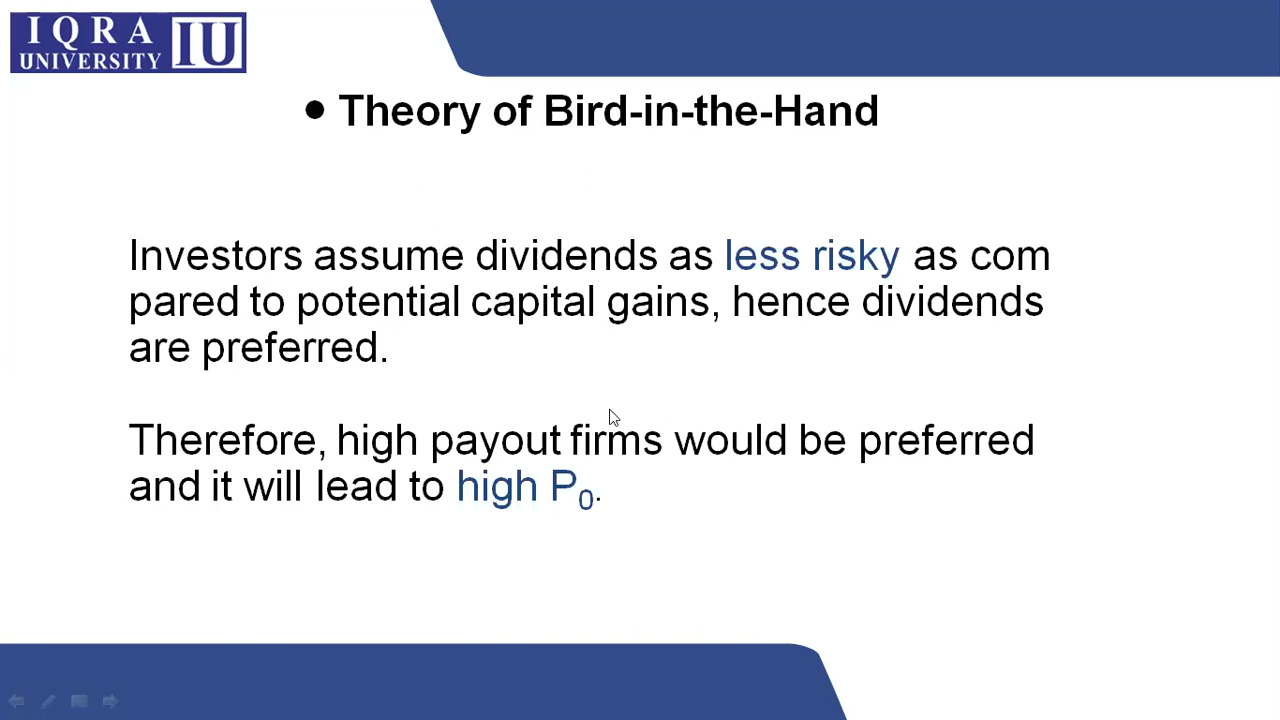 IQRA
UNIVERSITY
IU
• Theory of Bird-in-the-Hand
Investors assume dividends as less risky as com
pared to potential capital gains, hence dividends
are preferred.
Therefore, high payout firms would be preferred
and it will lead to high P₀.